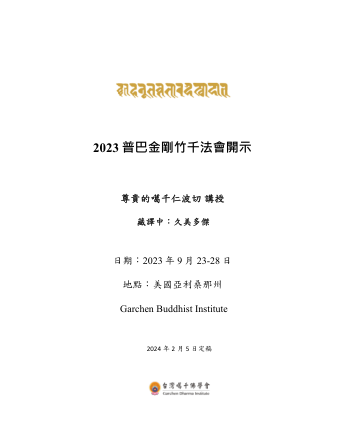 2023 普巴金剛竹千法會開示
尊貴的噶千仁波切 講授
藏譯中：久美多傑
日期：2023 年 9 月 23-28 日
地點：美國亞利桑那州
Garchen Buddhist Institute
2024 年 2 月 5 日定稿
台灣噶千佛學會
Garchen Dharma Institute